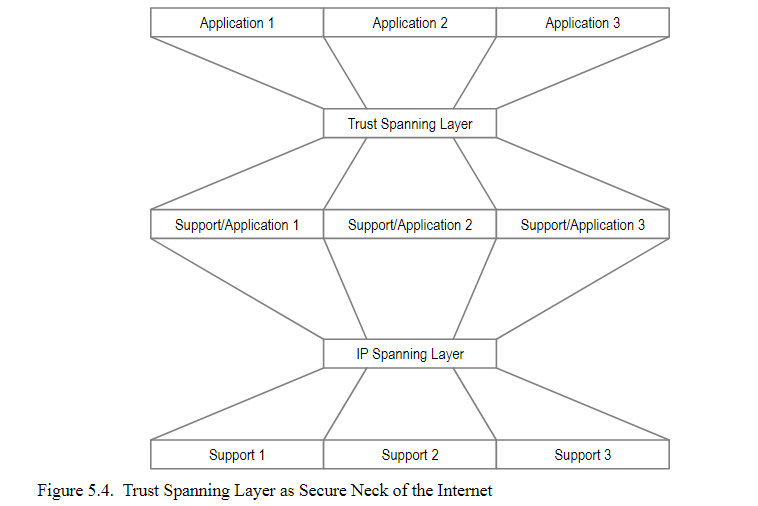 Application 1 Application 2 Application 3
Trust Spanning Layer
Support/Application 1 Support/Application 2 Support/Application 3
IP Spanning Layer
Support 1 Support 2 Support 3
Figure 5.4. Trust Spanning Layer as Secure Neck of the Internet